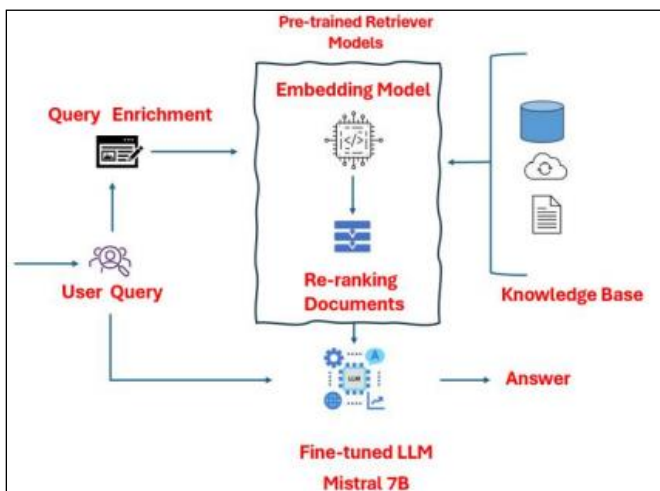 Pre-trained Retriever
Models
Embedding Model
Query Enrichment
</>
Re-ranking
Documents
User Query
Knowledge Base
A
LLM
Answer
Fine-tuned LLM
Mistral 7B